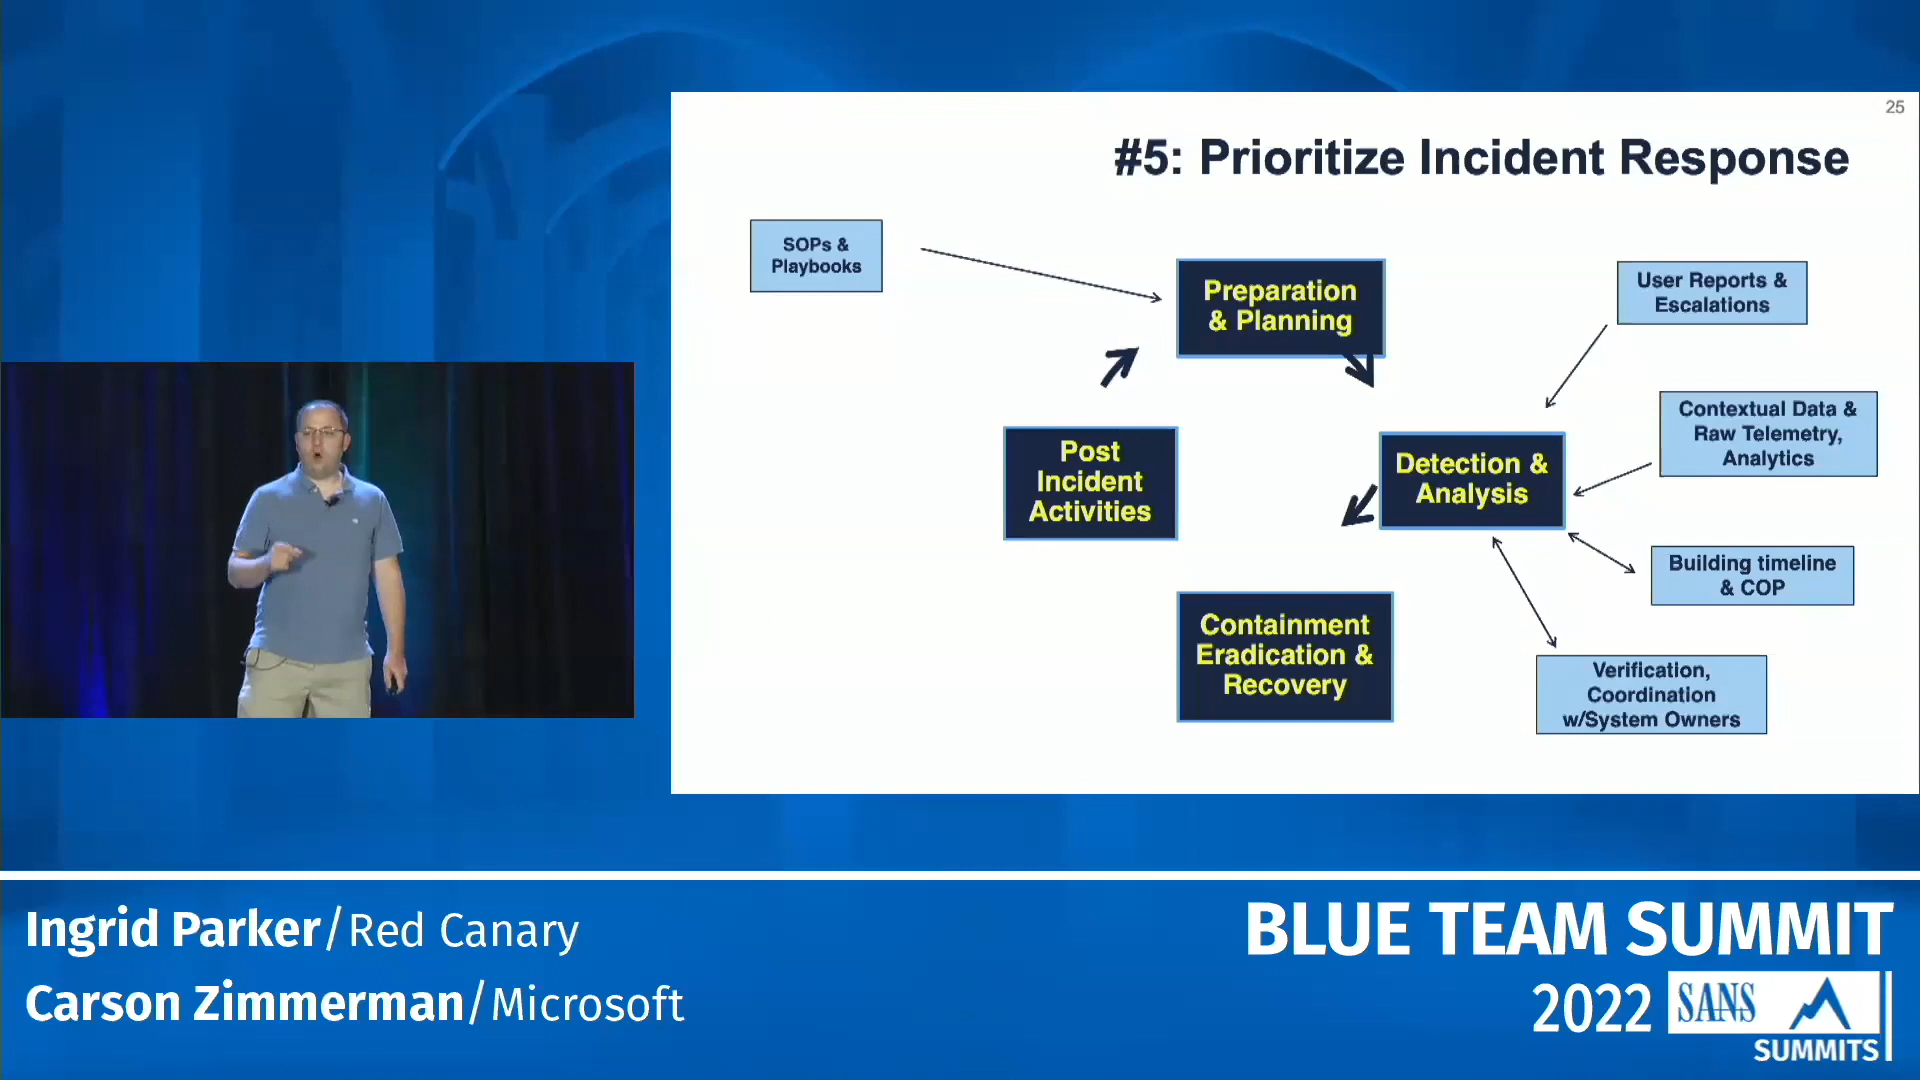 25
#5: Prioritize Incident Response
SOPs &
Playbooks
Preparation
& Planning
User Reports &
Escalations
Contextual Data &
Raw Telemetry,
Analytics
Post
Incident
Activities
Detection &
Analysis
Building timeline
& COP
Containment
Eradication &
Recovery
Verification,
Coordination
w/System Owners
Ingrid Parker/Red Canary
Carson Zimmerman/Microsoft
BLUE TEAM SUMMIT
2022
SANS
SUMMITS